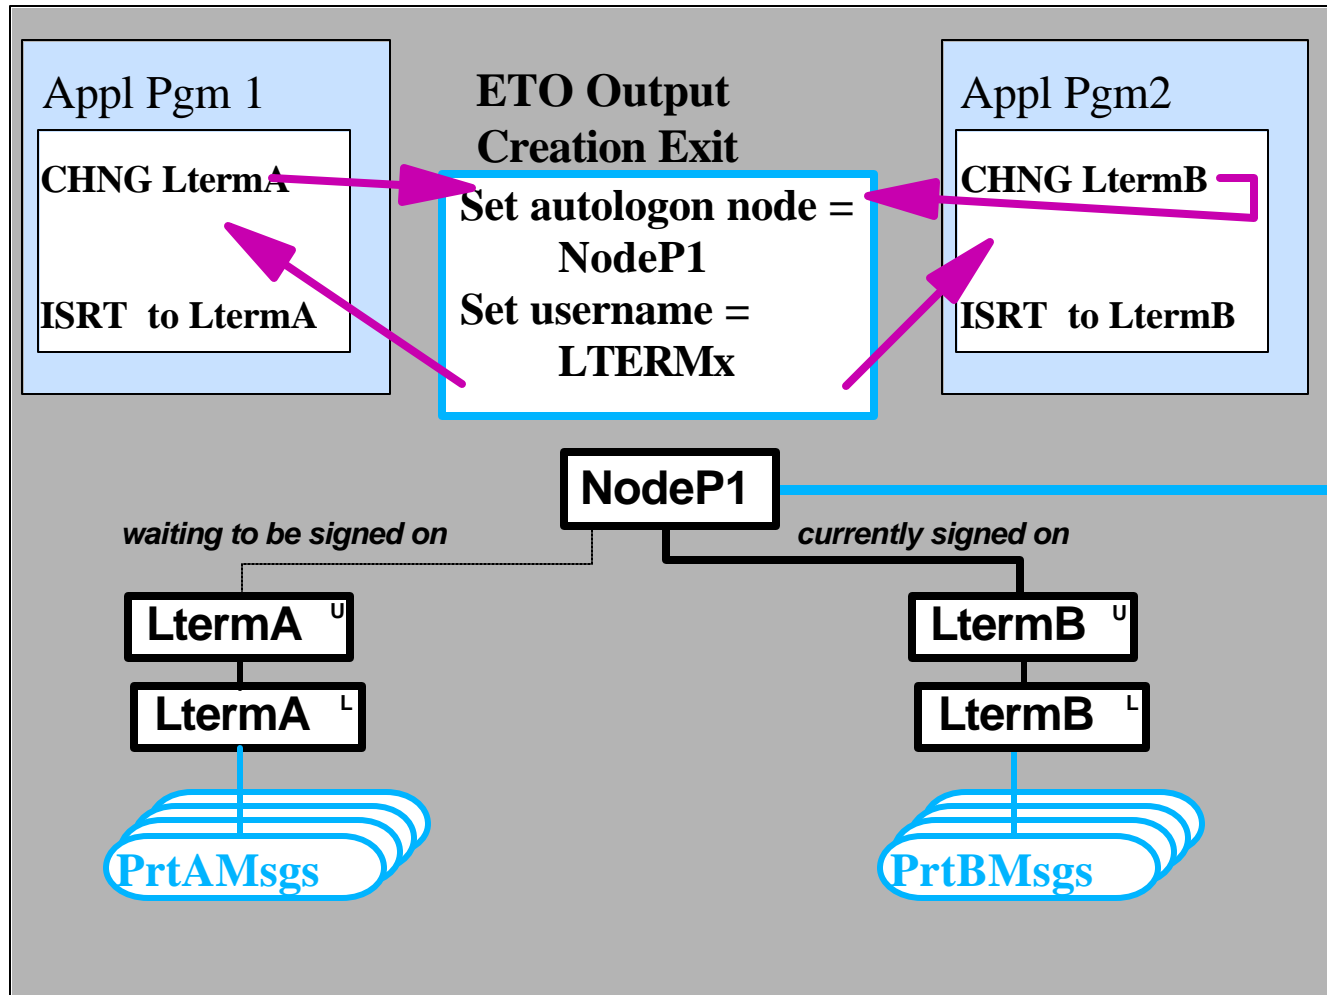 Appl Pgm 1
CHNG LtermA
ISRT to LtermA
ETO Output
Creation Exit
Set autologon node =
NodeP1
Set username =
LTERMx
Appl Pgm2
CHNG LtermB
ISRT to LtermB
NodeP1
waiting to be signed on
currently signed on
LtermA U
LtermB U
LtermA L
LtermB L
PrtAMsgs
PrtBMsgs